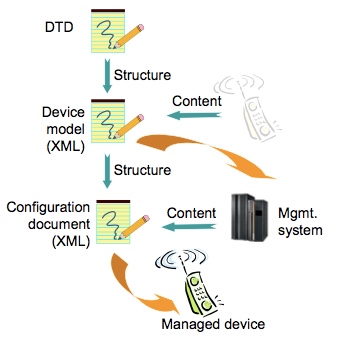 DTD
Structure
Content
Device
model
(XML)
Structure
Configuration
document
(XML)
Content
Mgmt.
system
Managed device